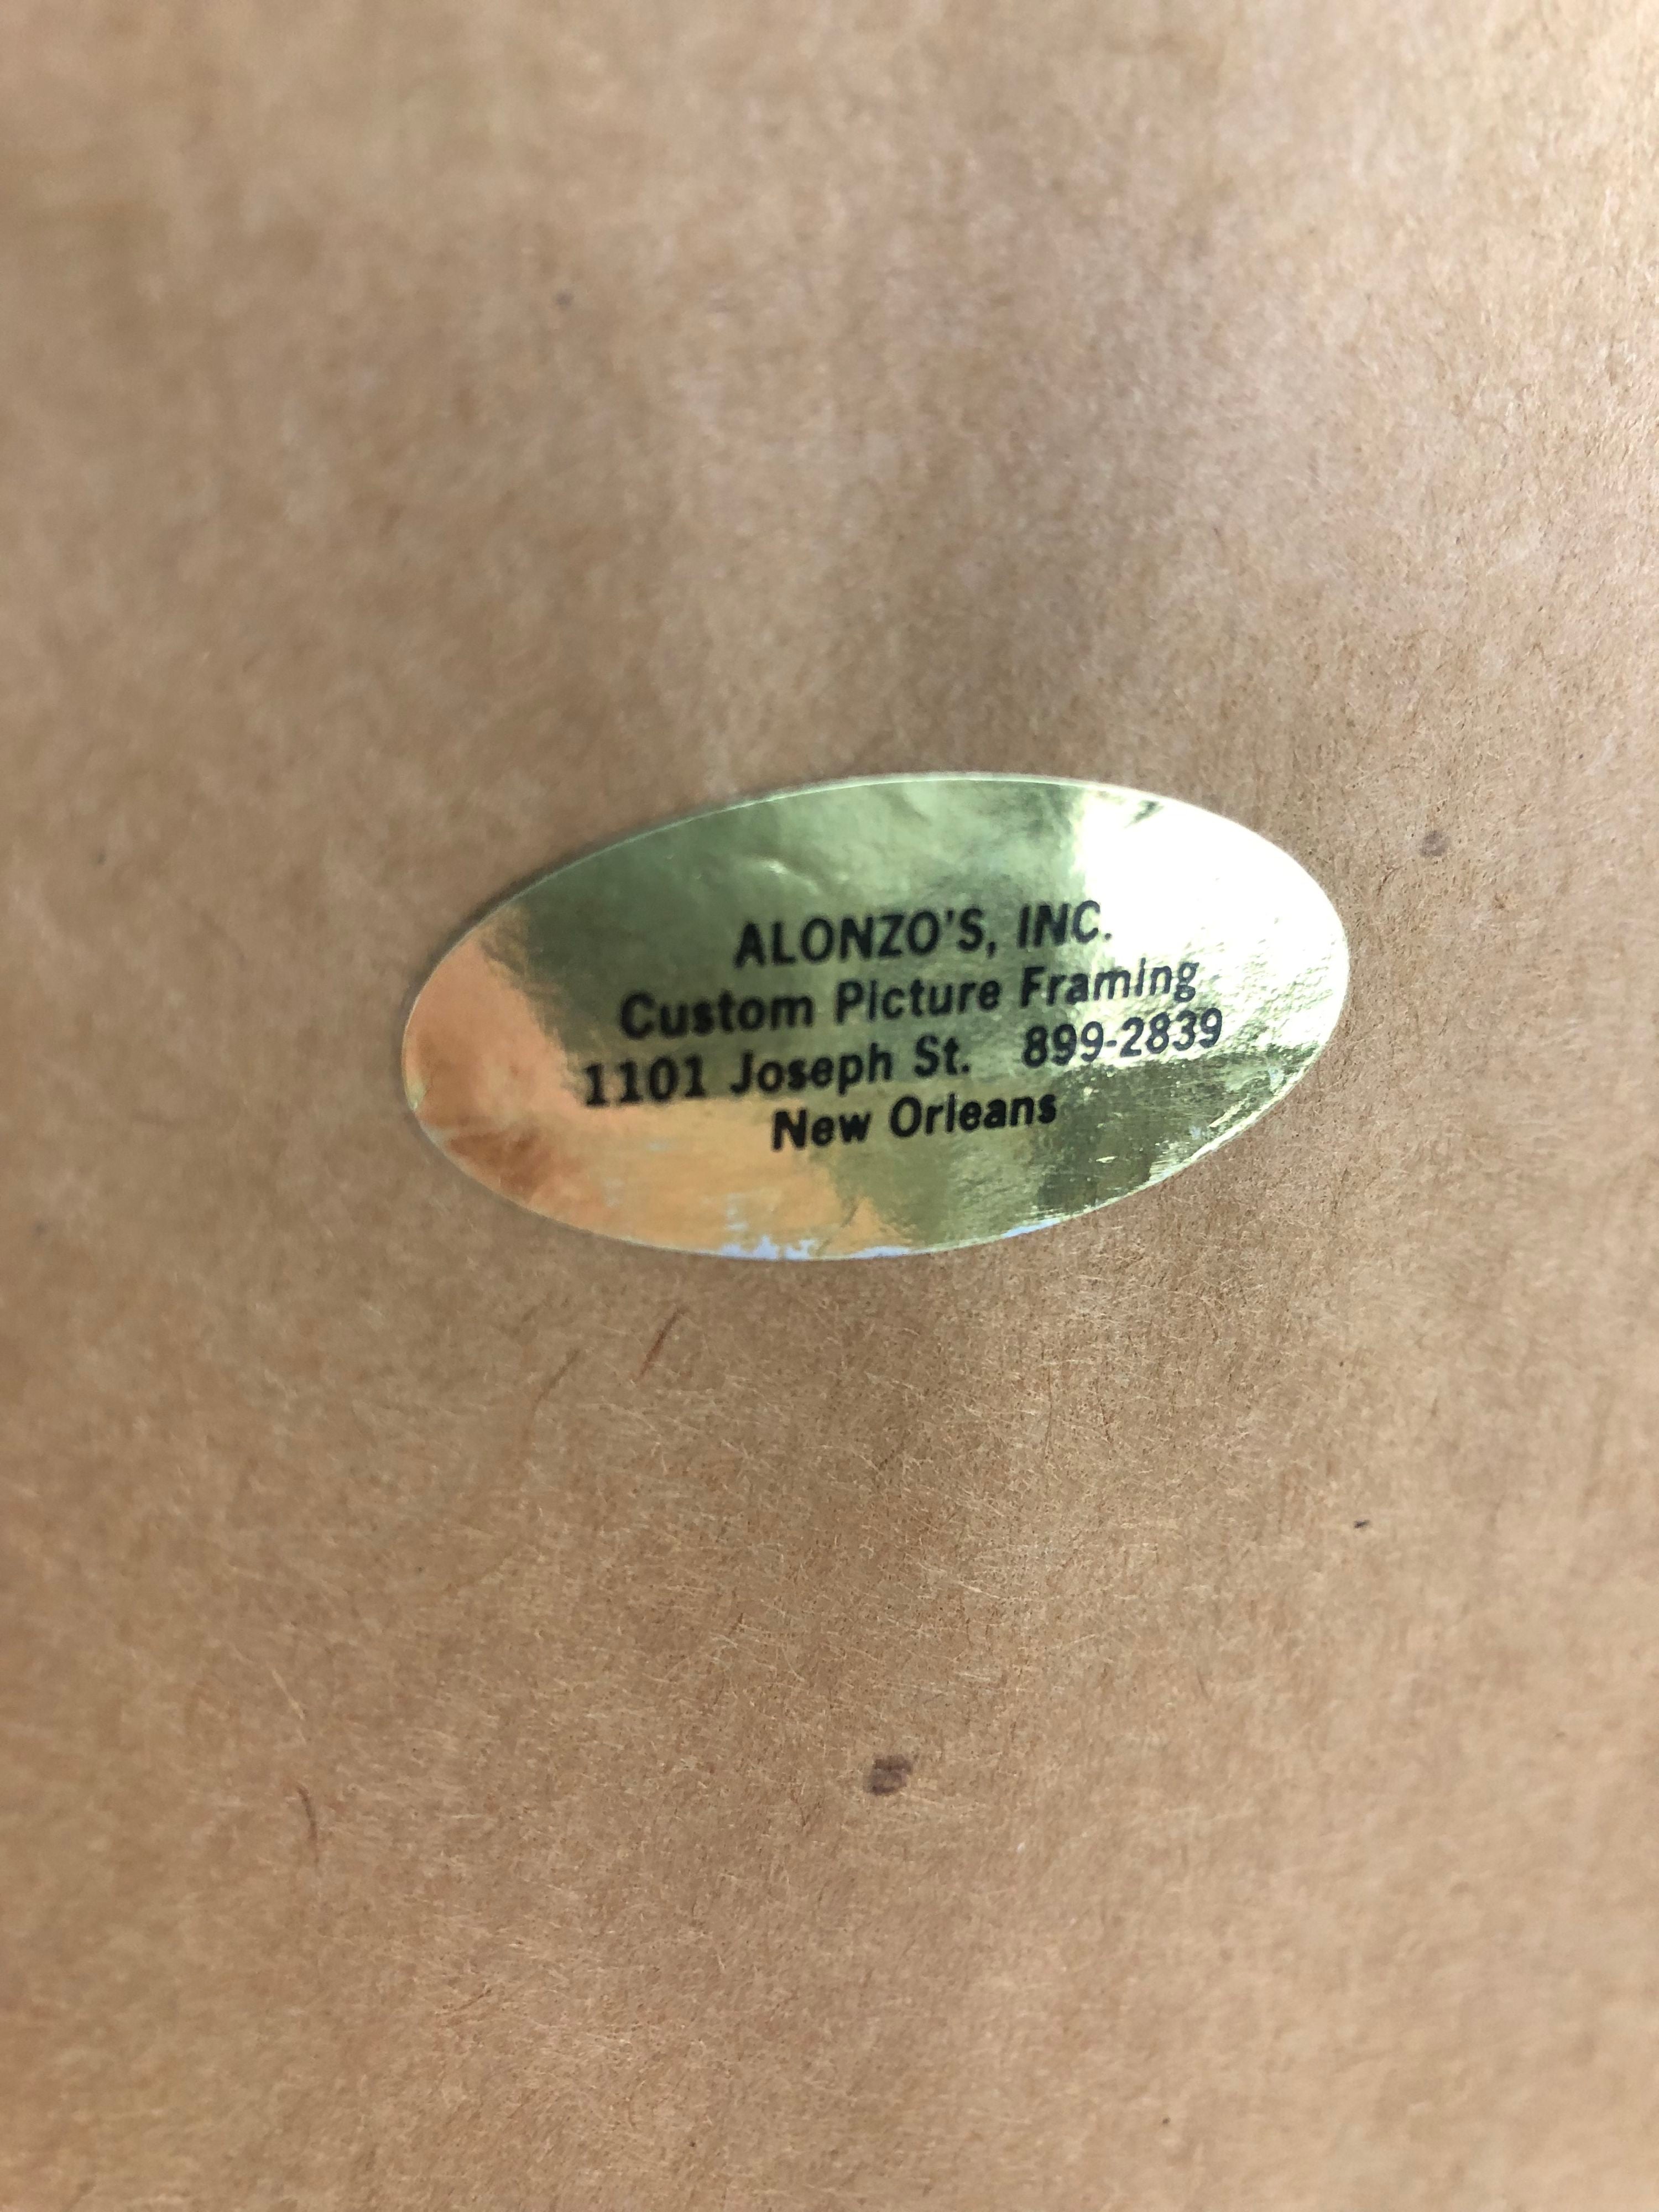 ALONZO'S, INC.
Custom Picture Framing
1101 Joseph St. 899-2839
New Orleans